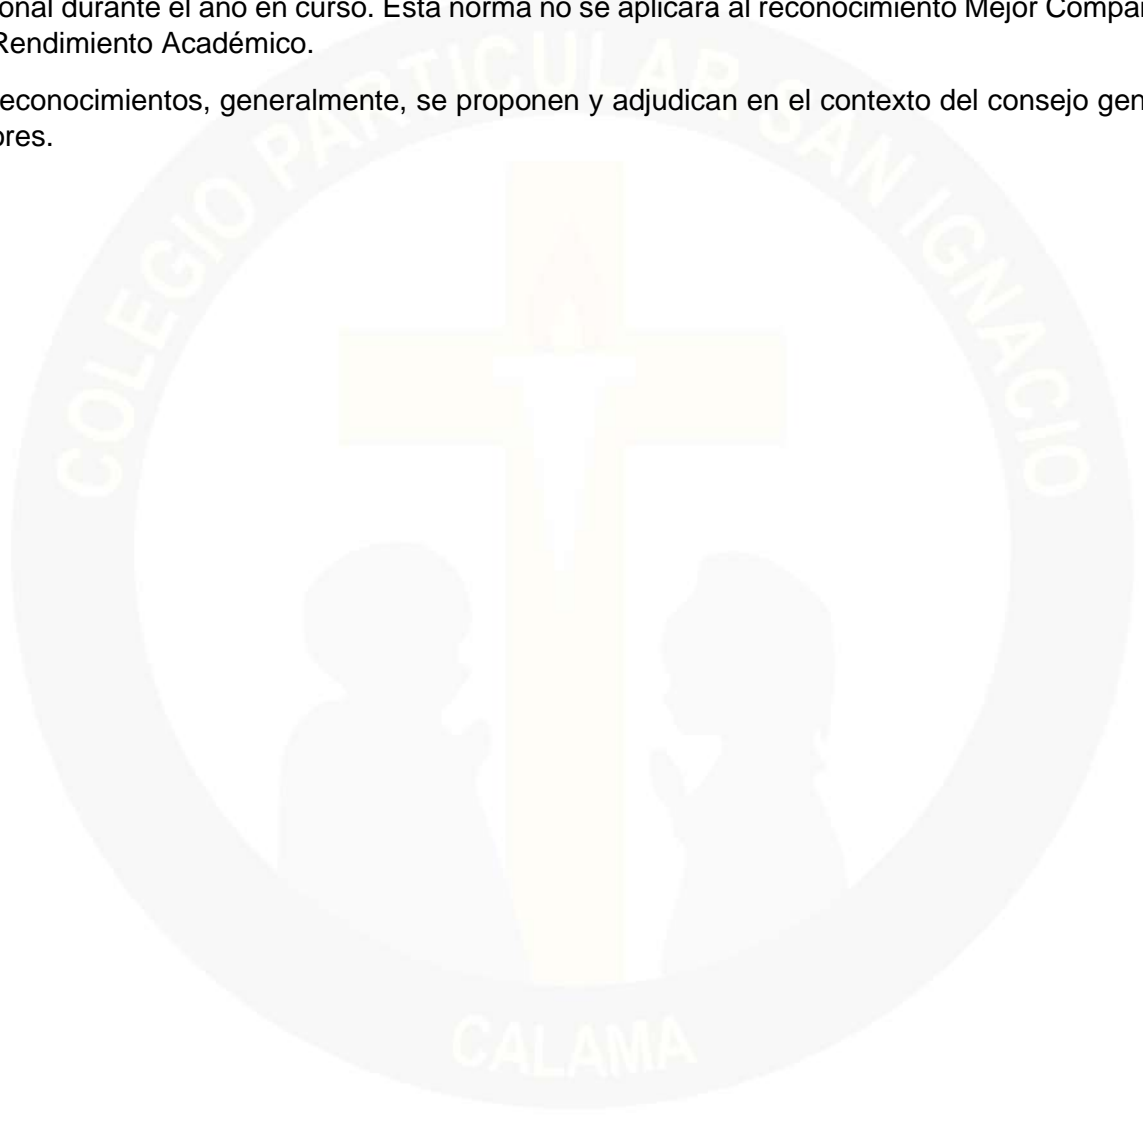 onal durante el año en curso. Esta norma no se aplicará al reconocimiento Mejor Compa
Rendimiento Académico.
econocimientos, generalmente, se proponen y adjudican en el contexto del consejo gen
ores.
COLEGIO PARTICULAR SAN IGNACIO
CALAMA